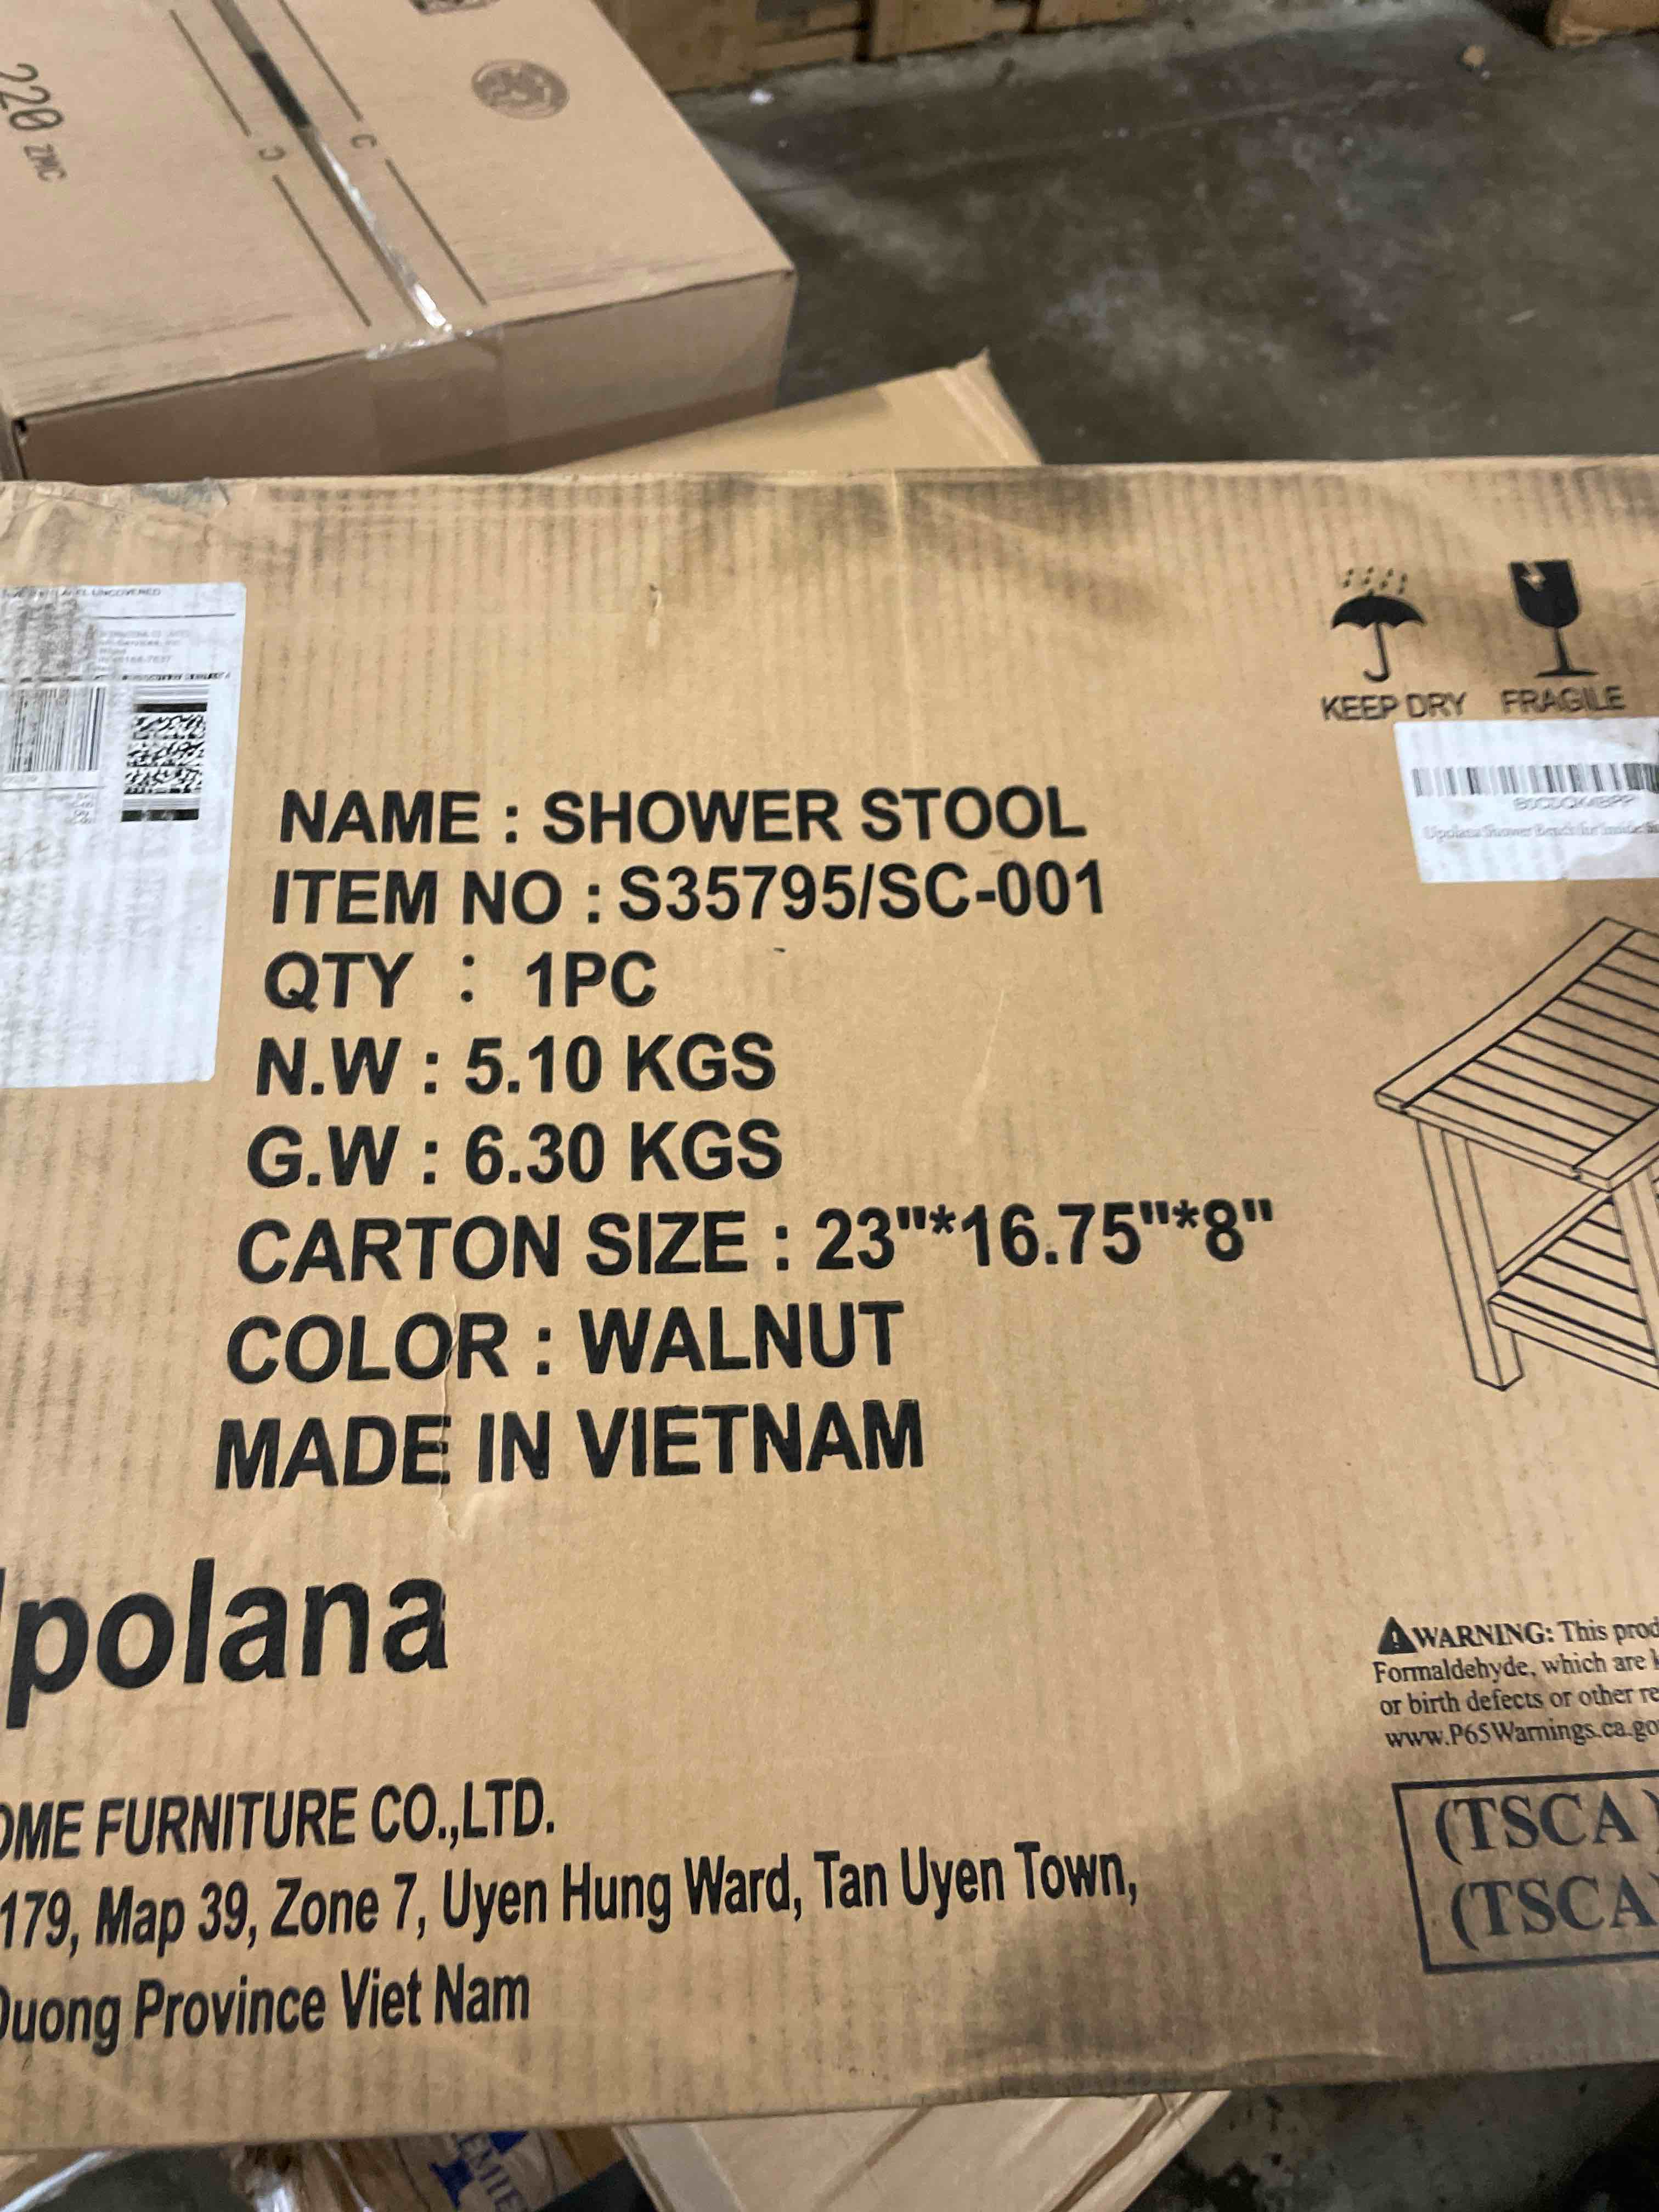 220 ZMC
C
C
KEEP DRY FRAGILE
NAME : SHOWER STOOL
ITEM NO : S35795/SC-001
QTY : 1PC
N.W : 5.10 KGS
G.W : 6.30 KGS
CARTON SIZE : 23"*16.75"*8"
COLOR : WALNUT
MADE IN VIETNAM
polana
WARNING: This prod
Formaldehyde, which are k
or birth defects or other re
www.P65Warnings.ca.go
OME FURNITURE CO.,LTD.
179, Map 39, Zone 7, Uyen Hung Ward, Tan Uyen Town,
Duong Province Viet Nam
(TSCA)
(TSCA)